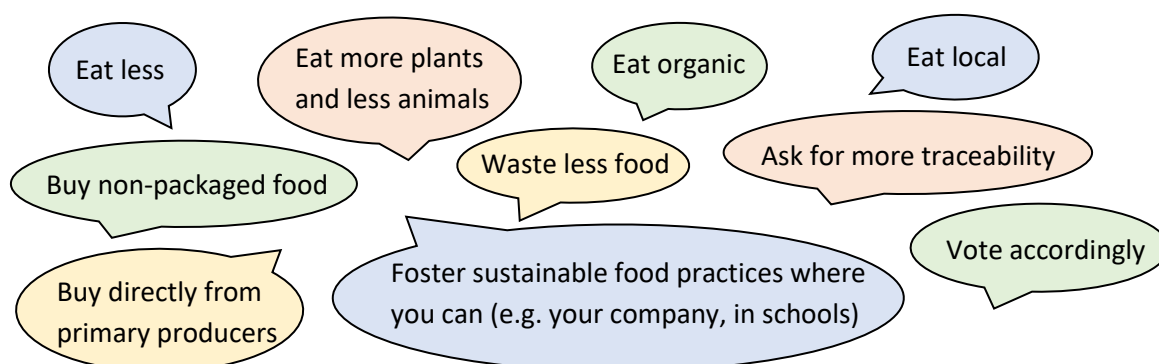 Eat less
Eat more plants
and less animals
Eat organic
Eat local
Buy non-packaged food
Waste less food
Ask for more traceability
Buy directly from
primary producers
Foster sustainable food practices where
you can (e.g. your company, in schools)
Vote accordingly